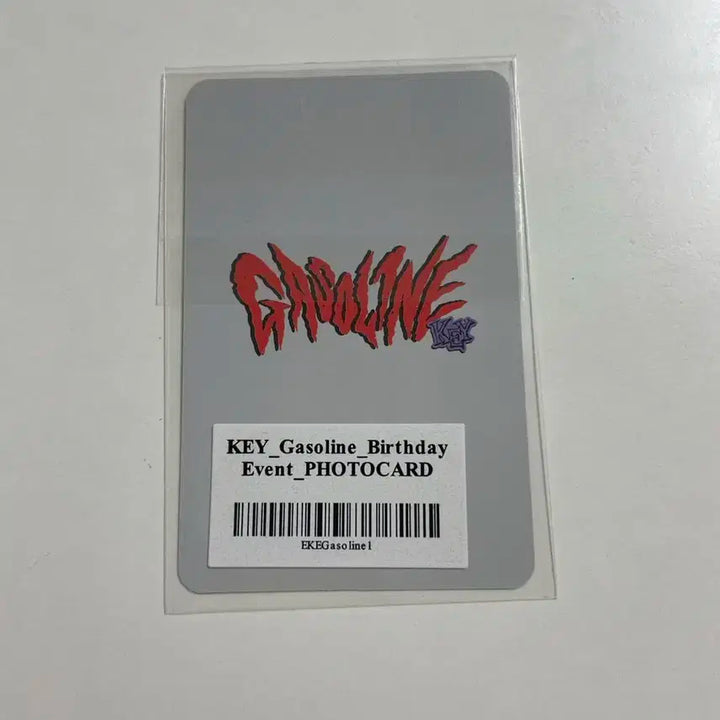 GASOLINE
KEY
KEY_Gasoline_Birthday
Event_PHOTOCARD
EKEGasoline1